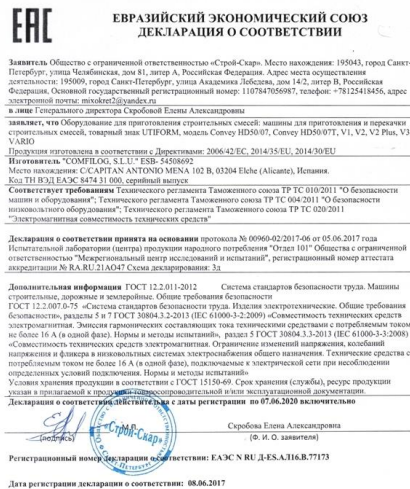 ЕАС
ЕВРАЗИЙСКИЙ ЭКОНОМИЧЕСКИЙ СОЮЗ
ДЕКЛАРАЦИЯ О СООТВЕТСТВИИ
Заявитель Общество с ограниченной ответственностью «Строй-Скар». Место нахождения: 195043, город Санкт-
Петербург, улица Челябинская, дом 81, литер А, Российская Федерация. Адрес места осуществления
деятельности: 195009, город Санкт-Петербург, улица Академика Лебедева, дом 14/2, литер В, Российская
Федерация, Основной государственный регистрационный номер: 1107847056987, телефон: +78125418456, адрес
электронной почты: mixokret2@yandex.ru
в лице Генерального директора Скробовой Елены Александровны
заявляет, что Оборудование для приготовления строительных смесей: машины для приготовления и перекачки
строительных смесей, товарный знак UTIFORM, модель Convey HD50/07, Convey HD50/07T, V1, V2, V2 Plus, V3
VARIO
Продукция изготовлена в соответствии с Директивами: 2006/42/EC, 2014/35/EU, 2014/30/EU
Изготовитель "COMFILOG, S.L.U." ESB- 54508692
Место нахождения: C/CAPITAN ANTONIO MENA 102 B, 03204 Elche (Alicante), Испания.
Код ТН ВЭД ЕАЭС 8474 31 000, серийный выпуск
Соответствует требованиям Технического регламента Таможенного союза ТР ТС 010/2011 "О безопасности
машин и оборудования"; Технического регламента Таможенного союза ТР ТС 004/2011 "О безопасности
низковольтного оборудования"; Технического регламента Таможенного союза ТР ТС 020/2011
"Электромагнитная совместимость технических средств"
Декларация о соответствии принята на основании протокола № 00960-02/2017-06 от 05.06.2017 года
Испытательной лаборатории (центра) продукции народного потребления "Отдел 101" Общества с ограниченной
ответственностью "Межрегиональный центр исследований и испытаний", регистрационный номер аттестата
аккредитации № RA.RU.21АО47 Схема декларирования: 3д
Дополнительная информация ГОСТ 12.2.011-2012 Система стандартов безопасности труда. Машины
строительные, дорожные и землеройные. Общие требования безопасности
ГОСТ 12.2.007.0-75 «Система стандартов безопасности труда. Изделия электротехнические. Общие требования
безопасности», разделы 5 и 7 ГОСТ 30804.3.2-2013 (IEC 61000-3-2:2009) «Совместимость технических средств
электромагнитная. Эмиссия гармонических составляющих тока техническими средствами с потребляемым током
не более 16 А (в одной фазе). Нормы и методы испытаний», раздел 5 ГОСТ 30804.3.3-2013 (IEC 61000-3-3:2008)
«Совместимость технических средств электромагнитная. Ограничение изменений напряжения, колебаний
напряжения и фликера в низковольтных системах электроснабжения общего назначения. Технические средства с
потребляемым током не более 16 А (в одной фазе), подключаемые к электрической сети при несоблюдении
определенных условий подключения. Нормы и методы испытаний»
Условия хранения продукции в соответствии с ГОСТ 15150-69. Срок хранения (службы), ресурс продукции
указан в прилагаемой к продукции товаросопроводительной и/или эксплуатационной документации.
Декларация о соответствии действительна с даты регистрации по 07.06.2020 включительно
М.П.
Скробова Елена Александровна
(подпись)
(Ф. И. О. заявителя)
«Строй-Скар»
Регистрационный номер декларации о соответствии: ЕАЭС N RU Д-ES.АЛ16.В.77173
Дата регистрации декларации о соответствии: 08.06.2017